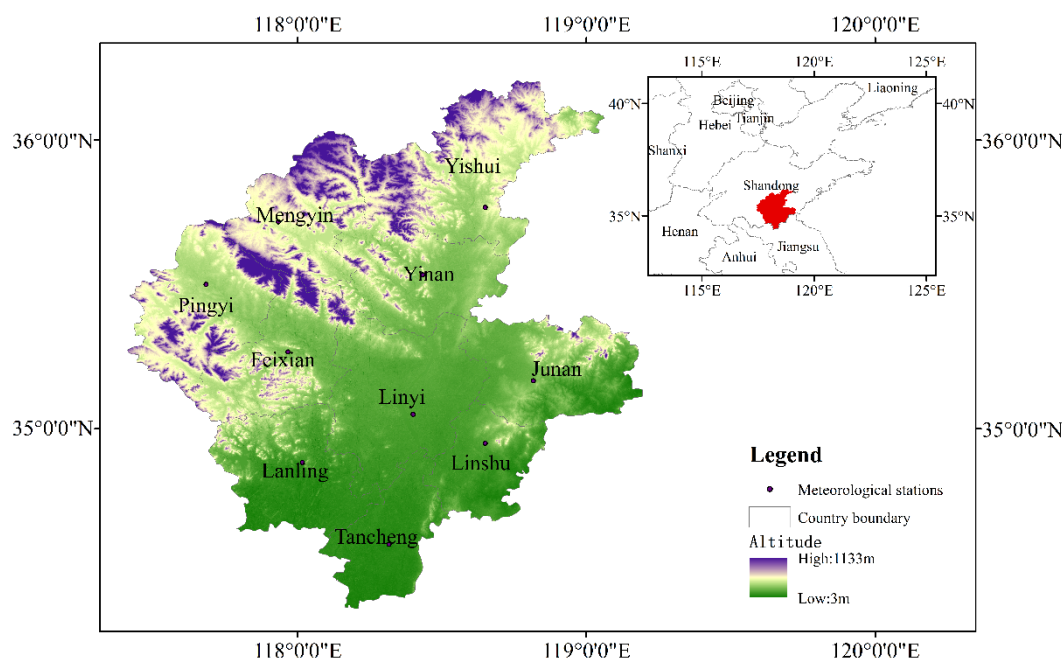 118°0'0"E 119°0'0"E 120°0'0"E
115°E 120°E 125°E
40°N 40°N
Liaoning
Beijing
Tianjin
Hebei
Shanxi
Shandong
35°N 35°N
Henan
Jiangsu
Anhui
115°E 120°E 125°E
36°0'0"N 36°0'0"N
Yishui
Mengyin
Yinan
Pingyi
Feixian
Junan
Linyi
35°0'0"N 35°0'0"N
Linshu
Lanling
Tancheng
Legend
Meteorological stations
Country boundary
Altitude
High:1133m
Low:3m
118°0'0"E 119°0'0"E 120°0'0"E